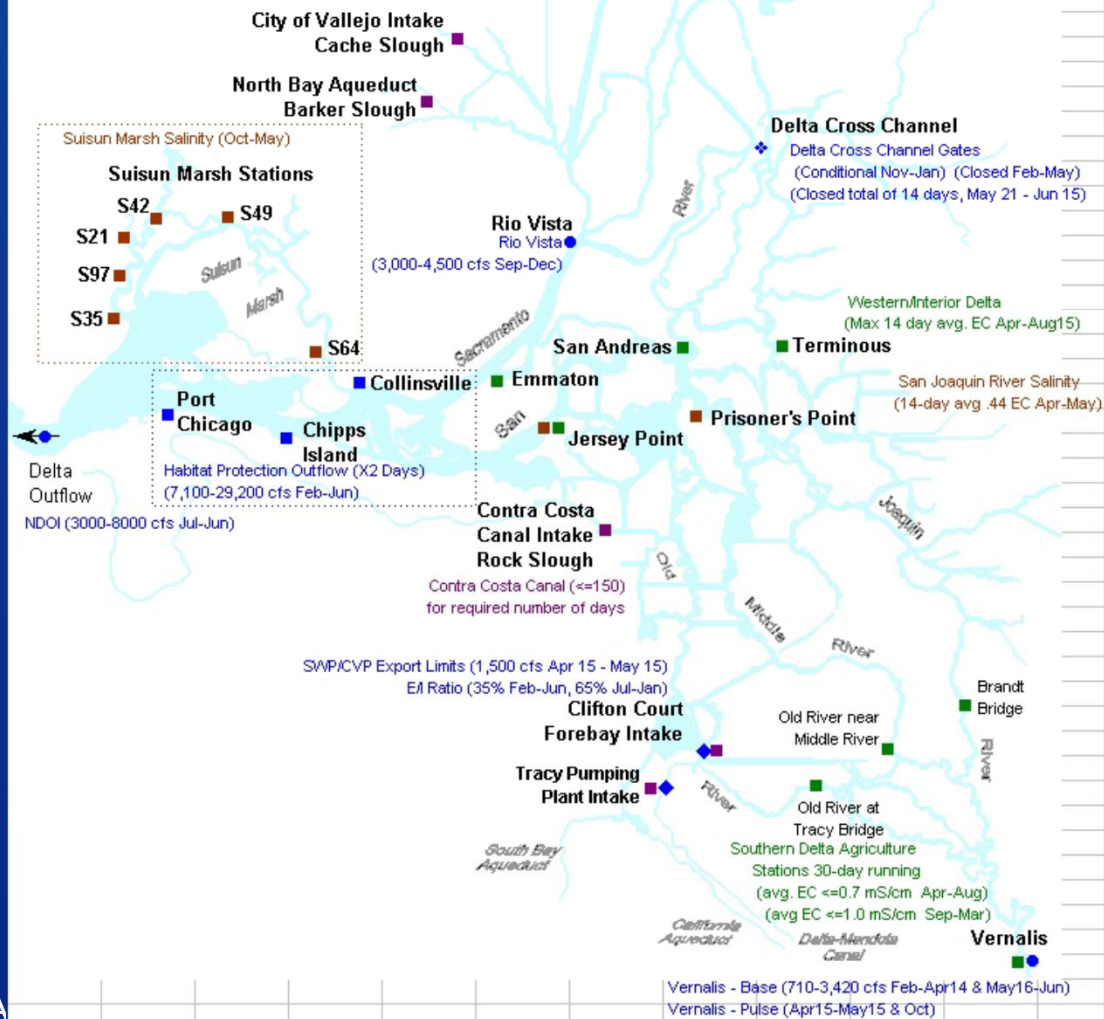 City of Vallejo Intake
Cache Slough
North Bay Aqueduct
Barker Slough
Suisun Marsh Salinity (Oct-May)
Suisun Marsh Stations
S42
S49
S21
S97
S35
S64
Suisun
Marsh
Delta Cross Channel
Delta Cross Channel Gates
(Conditional Nov-Jan) (Closed Feb-May)
(Closed total of 14 days, May 21 - Jun 15)
River
Rio Vista
Rio Vista
(3,000-4,500 cfs Sep-Dec)
Sacramento
Western/Interior Delta
(Max 14 day avg. EC Apr-Aug15)
San Andreas
Terminous
Collinsville
Emmaton
San Joaquin River Salinity
(14-day avg .44 EC Apr-May)
Port
Chicago
Chipps
Island
San
Jersey Point
Prisoner's Point
Delta
Outflow
Habitat Protection Outflow (X2 Days)
(7,100-29,200 cfs Feb-Jun)
NDOI (3000-8000 cfs Jul-Jun)
Contra Costa
Canal Intake
Rock Slough
Joaquin
Old
Contra Costa Canal (<=150)
for required number of days
Middle
River
SWP/CVP Export Limits (1,500 cfs Apr 15 - May 15)
E/I Ratio (35% Feb-Jun, 65% Jul-Jan)
Clifton Court
Forebay Intake
Old River near
Middle River
Brandt
Bridge
River
Tracy Pumping
Plant Intake
River
Old River at
Tracy Bridge
South Bay
Aqueduct
Southern Delta Agriculture
Stations 30-day running
(avg. EC <=0.7 mS/cm Apr-Aug)
(avg EC <=1.0 mS/cm Sep-Mar)
California
Aqueduct
Delta-Mendota
Canal
Vernalis
Vernalis - Base (710-3,420 cfs Feb-Apr14 & May16-Jun)
Vernalis - Pulse (Apr15-May15 & Oct)